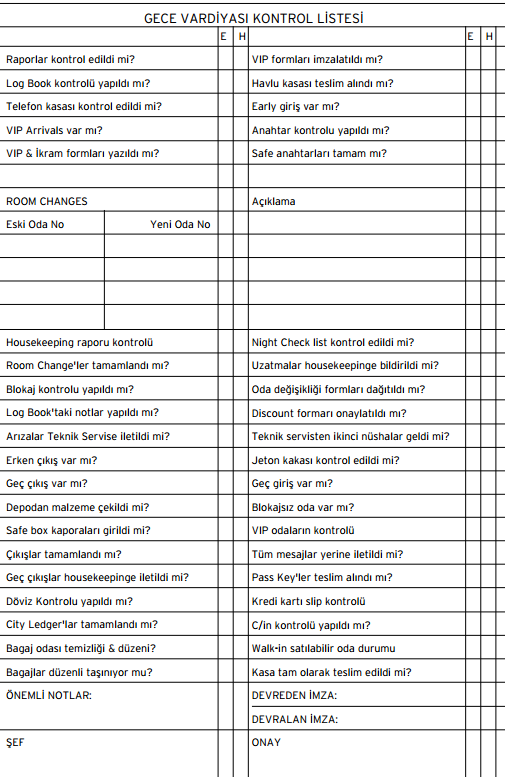 GECE VARDİYASI KONTROL LİSTESİ
E H E H
Raporlar kontrol edildi mi? VIP formları imzalatıldı mı?
Log Book kontrolü yapıldı mı? Havlu kasası teslim alındı mı?
Telefon kasası kontrol edildi mi? Early giriş var mı?
VIP Arrivals var mı? Anahtar kontrolu yapıldı mı?
VIP & İkram formları yazıldı mı? Safe anahtarları tamam mı?
ROOM CHANGES Açıklama
Eski Oda No Yeni Oda No
Housekeeping raporu kontrolü Night Check list kontrol edildi mi?
Room Change'ler tamamlandı mı? Uzatmalar housekeepinge bildirildi mi?
Blokaj kontrolu yapıldı mı? Oda değişikliği formları dağıtıldı mı?
Log Book'taki notlar yapıldı mı? Discount formarı onaylatıldı mı?
Arızalar Teknik Servise iletildi mi? Teknik servisten ikinci nüshalar geldi mi?
Erken çıkış var mı? Jeton kakası kontrol edildi mi?
Geç çıkış var mı? Geç giriş var mı?
Depodan malzeme çekildi mi? Blokajsız oda var mı?
Safe box kaporaları girildi mi? VIP odaların kontrolü
Çıkışlar tamamlandı mı? Tüm mesajlar yerine iletildi mi?
Geç çıkışlar housekeepinge iletildi mi? Pass Key'ler teslim alındı mı?
Döviz Kontrolu yapıldı mı? Kredi kartı slip kontrolü
City Ledger'lar tamamlandı mı? C/in kontrolü yapıldı mı?
Bagaj odası temizliği & düzeni? Walk-in satılabilir oda durumu
Bagajlar düzenli taşınıyor mu? Kasa tam olarak teslim edildi mi?
ÖNEMLİ NOTLAR: DEVREDEN İMZA:
DEVRALAN İMZA:
ŞEF ONAY